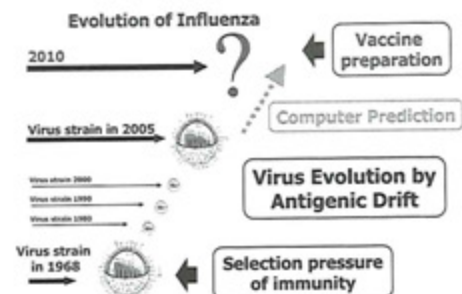 Evolution of Influenza
2010
Vaccine
preparation
Computer Prediction
Virus strain in 2005
Virus strain 2000
Virus strain 1990
Virus strain 1980
Virus Evolution by
Antigenic Drift
Virus strain
in 1968
Selection pressure
of immunity
?